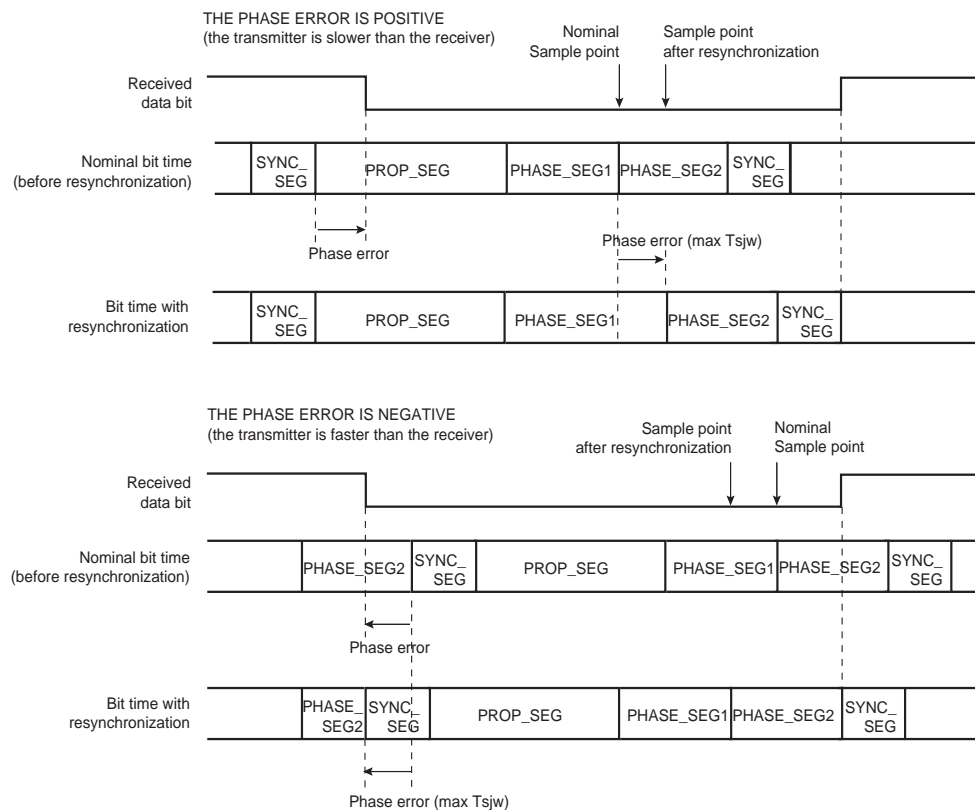 THE PHASE ERROR IS POSITIVE
(the transmitter is slower than the receiver)
Nominal
Sample point
Sample point
after resynchronization
Received
data bit
Nominal bit time
(before resynchronization)
SYNC_
SEG
PROP_SEG
PHASE_SEG1
PHASE_SEG2
SYNC_
SEG
Phase error
Phase error (max Tsjw)
Bit time with
resynchronization
SYNC_
SEG
PROP_SEG
PHASE_SEG1
PHASE_SEG2
SYNC_
SEG
THE PHASE ERROR IS NEGATIVE
(the transmitter is faster than the receiver)
Sample point
after resynchronization
Nominal
Sample point
Received
data bit
Nominal bit time
(before resynchronization)
PHASE_SEG2
SYNC_
SEG
PROP_SEG
PHASE_SEG1
PHASE_SEG2
SYNC_
SEG
Phase error
Bit time with
resynchronization
PHASE_
SEG2
SYNC_
SEG
PROP_SEG
PHASE_SEG1
PHASE_SEG2
SYNC_
SEG
Phase error (max Tsjw)